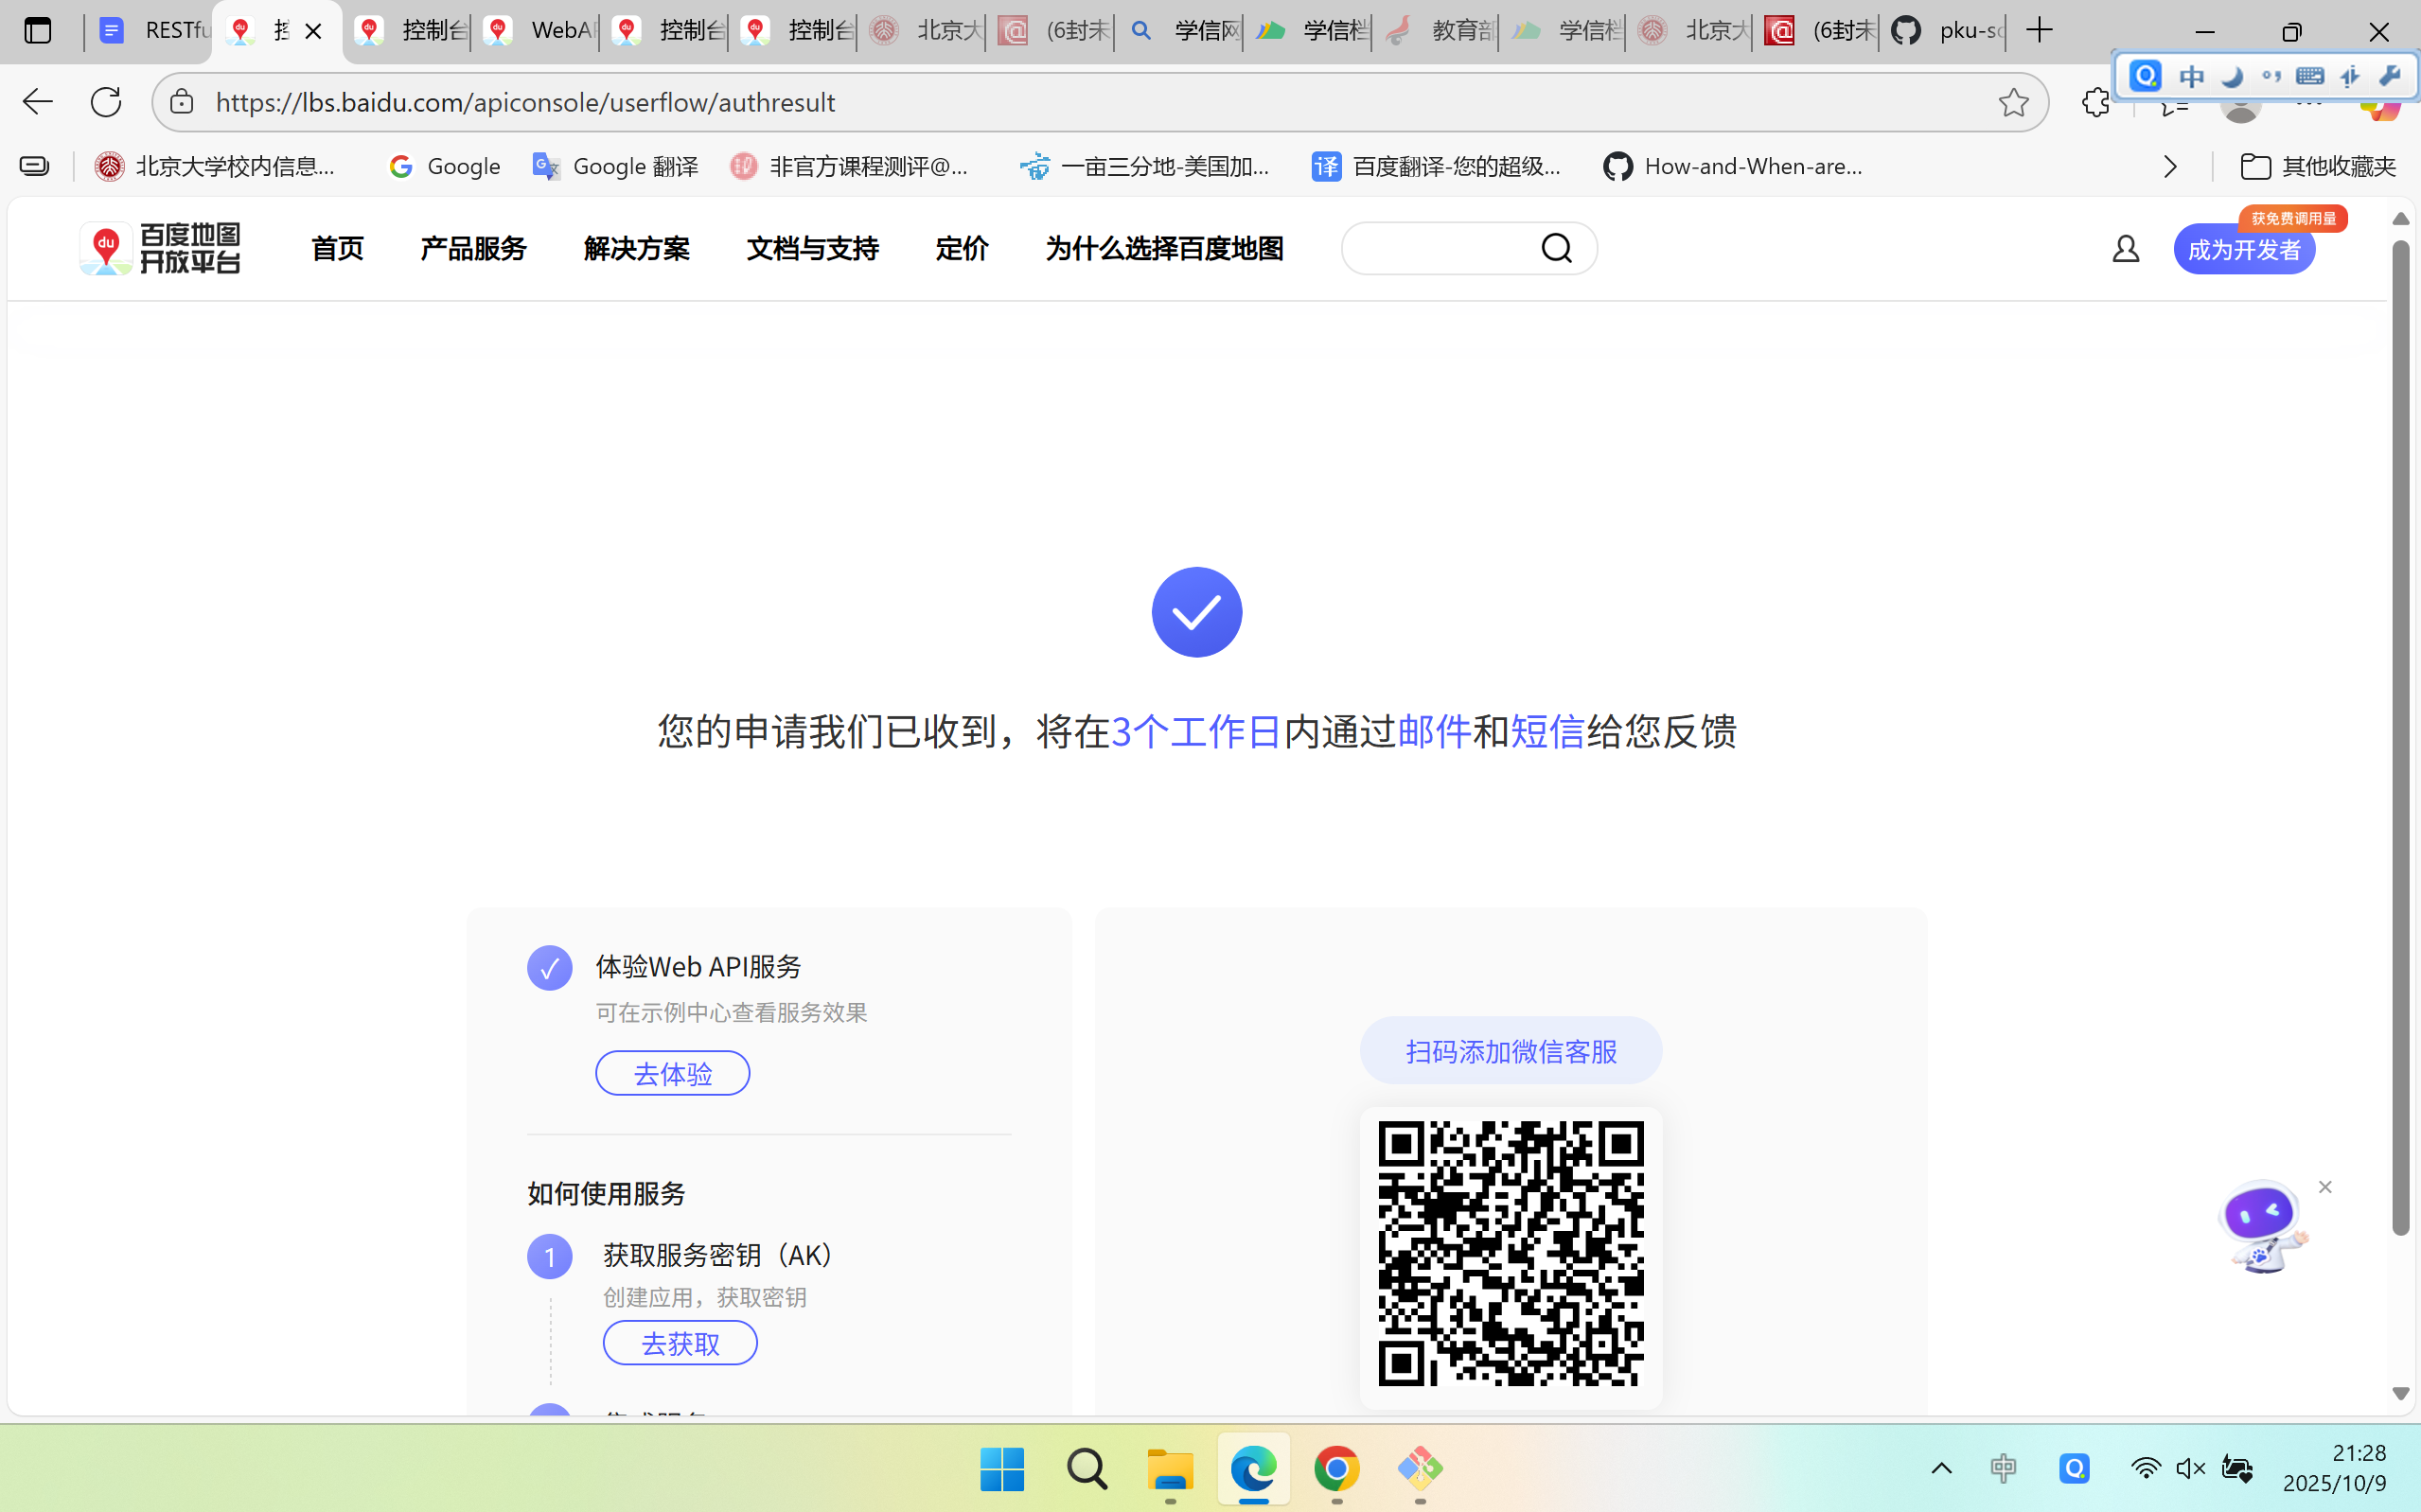 RESTfu
控
控制台
WebAP
控制台
控制台
北京大
(6封未
学信网
学信档
教育部
学信档
北京大
(6封未
pku-sc
https://lbs.baidu.com/apiconsole/userflow/authresult
中
北京大学校内信息...
Google
Google 翻译
非官方课程测评@...
一亩三分地-美国加...
译 百度翻译-您的超级...
How-and-When-are...
其他收藏夹
du 百度地图
开放平台
首页
产品服务
解决方案
文档与支持
定价
为什么选择百度地图
获免费调用量
成为开发者
您的申请我们已收到，将在3个工作日内通过邮件和短信给您反馈
体验Web API服务
可在示例中心查看服务效果
去体验
如何使用服务
1 获取服务密钥（AK）
创建应用，获取密钥
去获取
扫码添加微信客服
中
21:28
2025/10/9